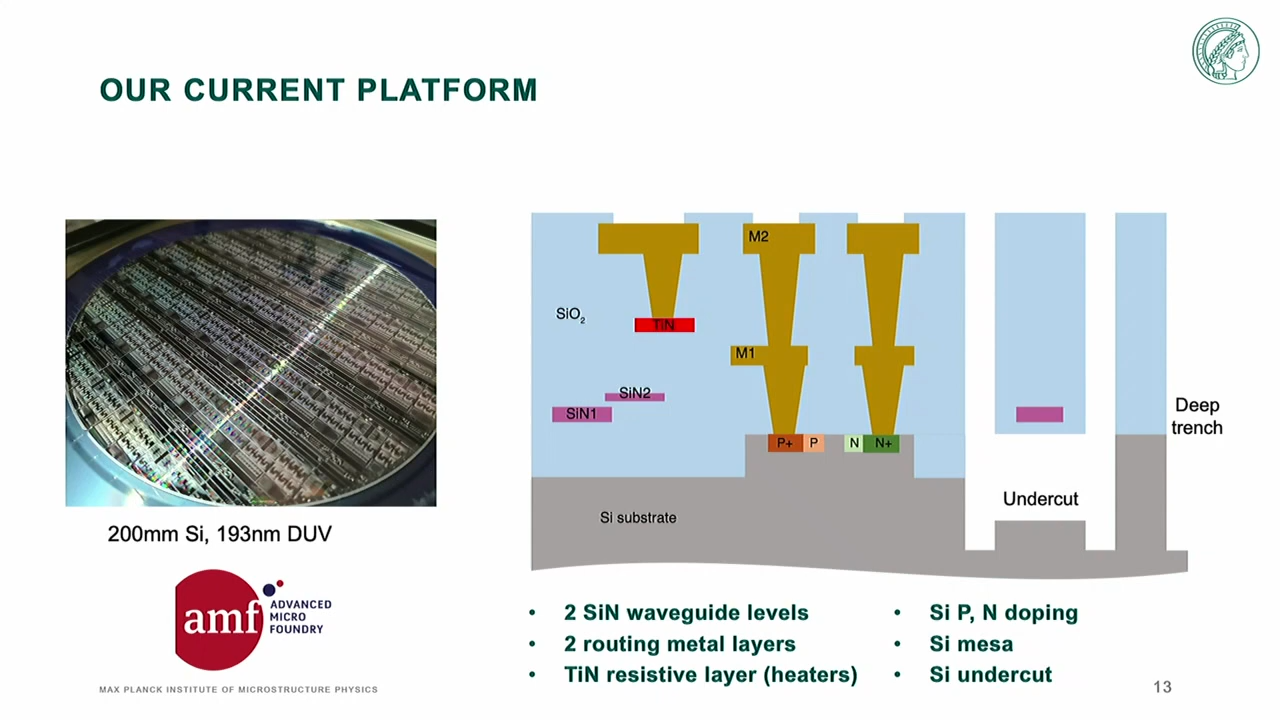 OUR CURRENT PLATFORM
200mm Si, 193nm DUV
amf ADVANCED
MICRO
FOUNDRY
M2
SiO₂
TiN
M1
SiN2
SiN1
P+ P N N+
Si substrate
Undercut
Deep
trench
• 2 SiN waveguide levels
• 2 routing metal layers
• TiN resistive layer (heaters)
• Si P, N doping
• Si mesa
• Si undercut
MAX PLANCK INSTITUTE OF MICROSTRUCTURE PHYSICS
13